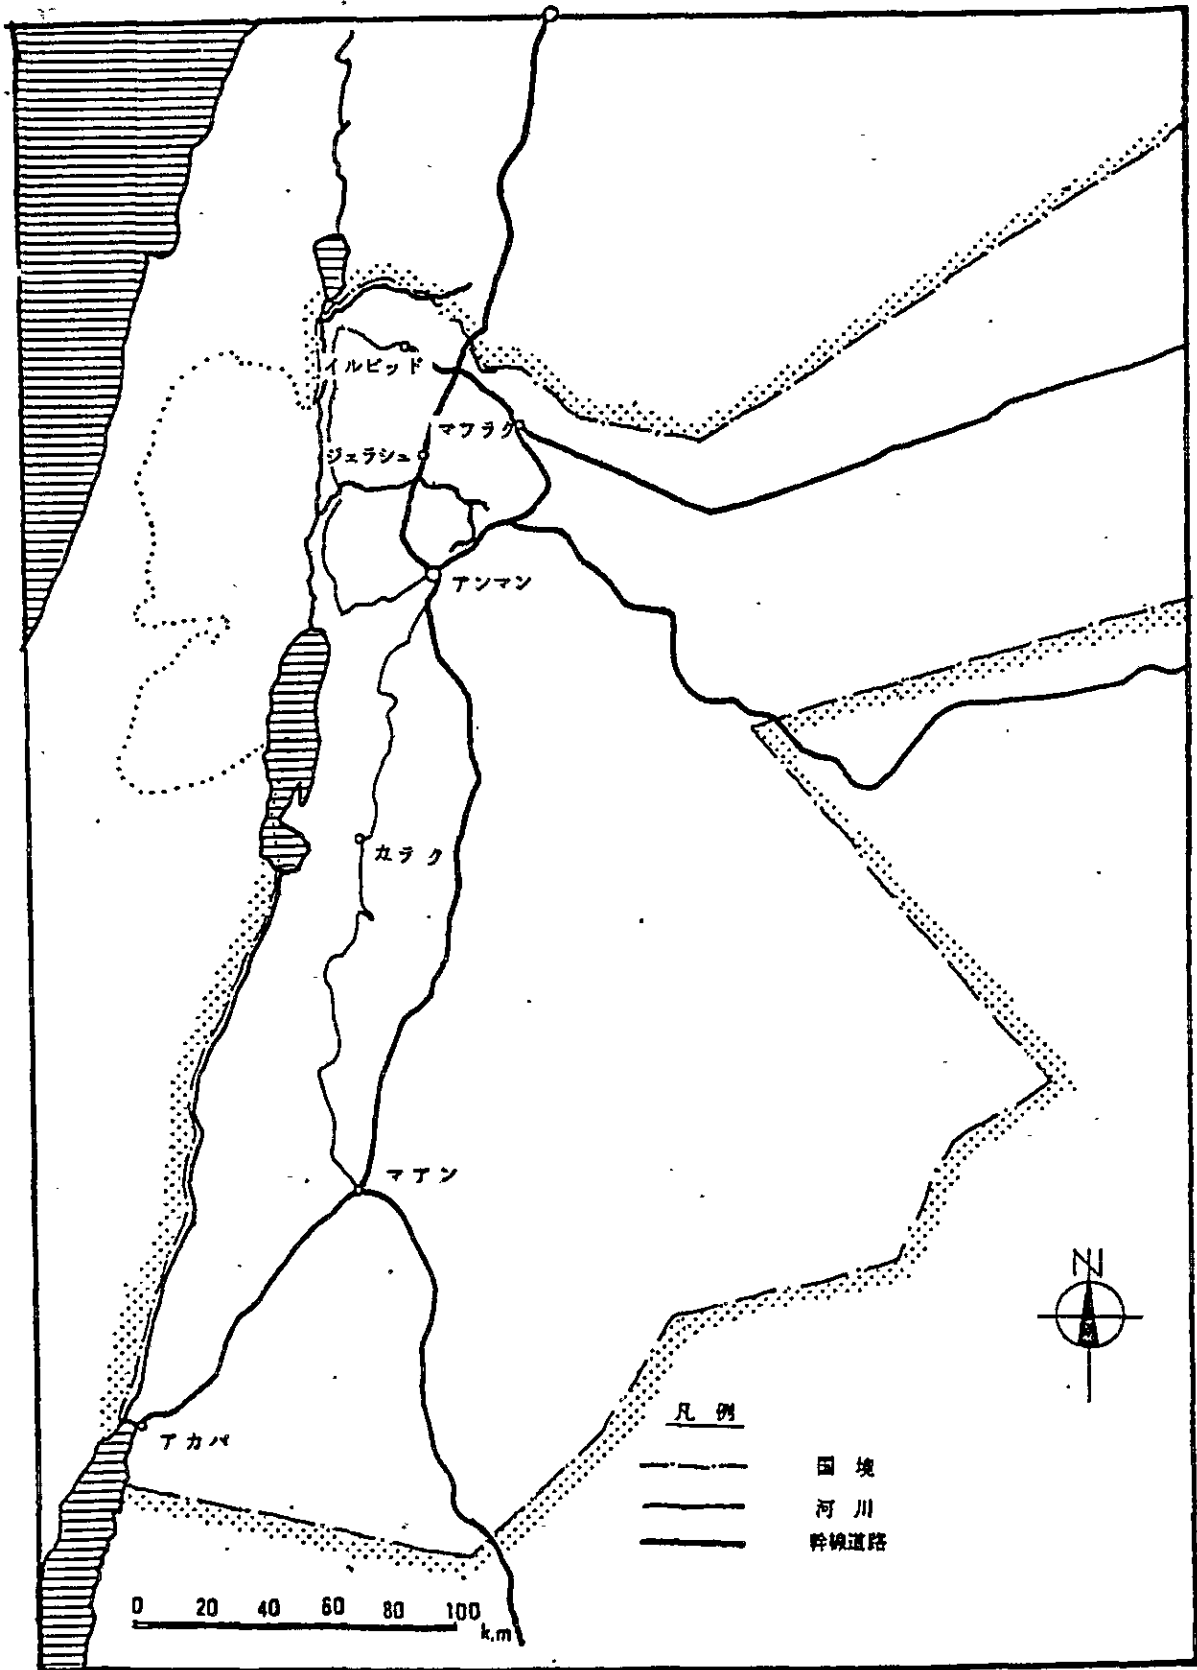 イルビッド
マフラク
ジェラシュ
アンマン
カラク
マアン
アカバ
N
凡例
国境
河川
幹線道路
0 20 40 60 80 100
k.m